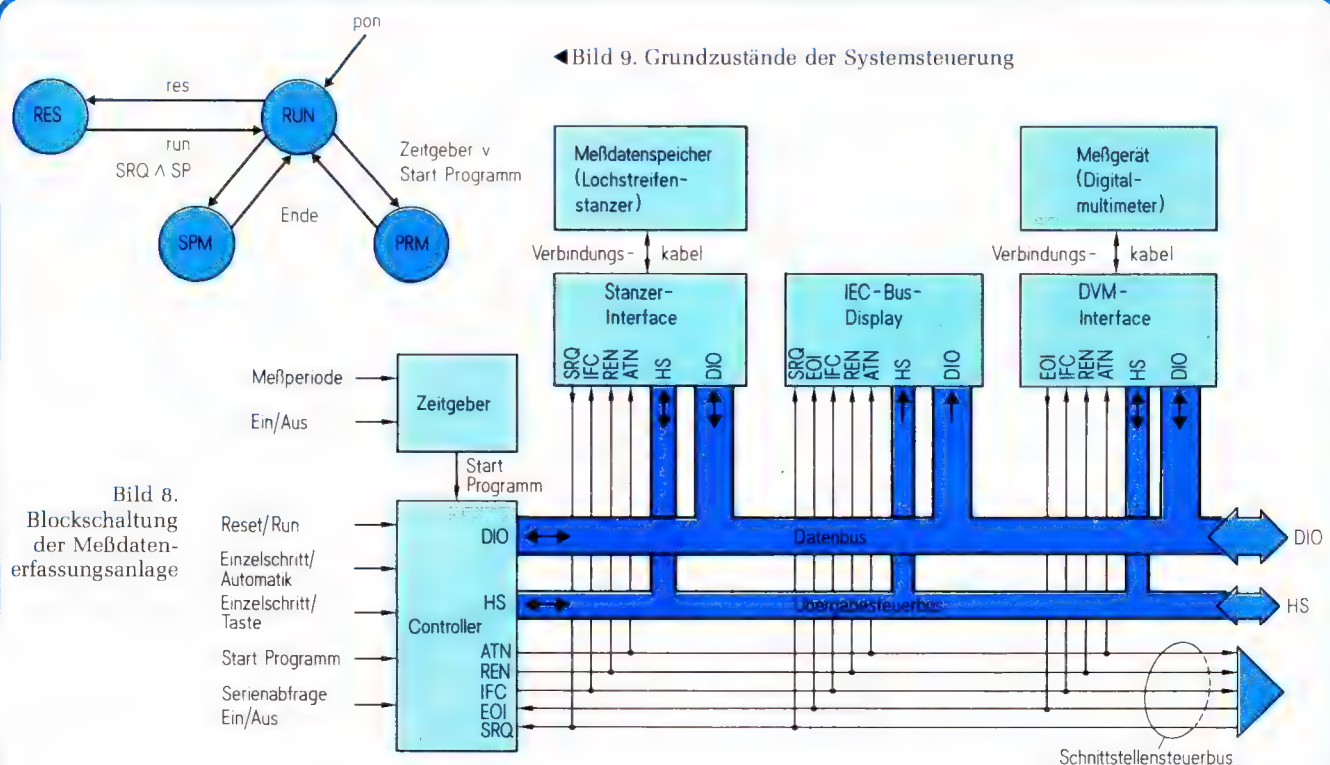 pon
◄Bild 9. Grundzustände der Systemsteuerung
res
RES
RUN
run
SRQ ∧ SP
Zeitgeber v
Start Programm
Ende
SPM
PRM
Meßdatenspeicher
(Lochstreifen-
stanzer)
Meßgerät
(Digital-
multimeter)
Verbindungs- kabel
Verbindungs- kabel
Stanzer-
Interface
IEC-Bus-
Display
DVM-
Interface
SRQ IFC REN ATN HS DIO
SRQ EOI IFC REN ATN HS DIO
EOI IFC REN ATN HS DIO
Meßperiode
Ein/Aus
Zeitgeber
Start
Programm
Bild 8.
Blockschaltung
der Meßdaten-
erfassungsanlage
Reset/Run
Einzelschritt/
Automatik
Einzelschritt/
Taste
Start Programm
Serienabfrage
Ein/Aus
Controller
DIO
HS
ATN
REN
IFC
EOI
SRQ
Datenbus
Übergabesteuerbus
DIO
HS
Schnittstellensteuerbus